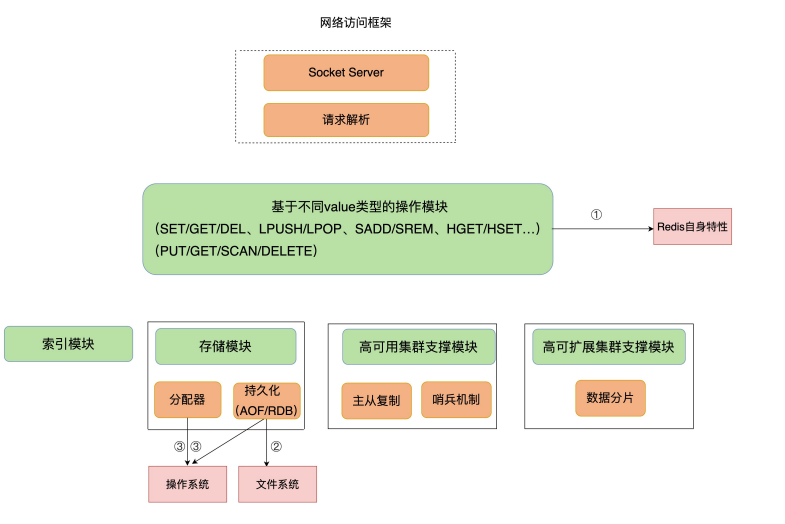 网络访问框架
Socket Server
请求解析
基于不同value类型的操作模块
（SET/GET/DEL、LPUSH/LPOP、SADD/SREM、HGET/HSET...）
（PUT/GET/SCAN/DELETE）
①
Redis自身特性
索引模块
存储模块
高可用集群支撑模块
高可扩展集群支撑模块
分配器
持久化
（AOF/RDB）
主从复制
哨兵机制
数据分片
③
③
②
操作系统
文件系统